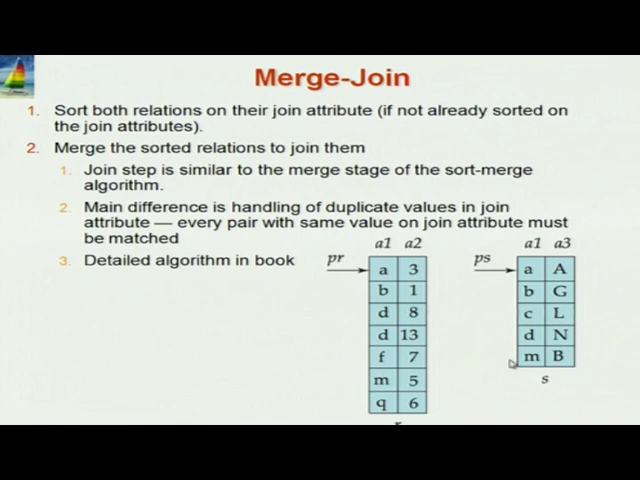 Merge-Join
1. Sort both relations on their join attribute (if not already sorted on
the join attributes).
2. Merge the sorted relations to join them
1. Join step is similar to the merge stage of the sort-merge
algorithm.
2. Main difference is handling of duplicate values in join
attribute — every pair with same value on join attribute must
be matched
3. Detailed algorithm in book
pr
a1 a2
a 3
b 1
d 8
d 13
f 7
m 5
q 6
ps
a1 a3
a A
b G
c L
d N
m B
s